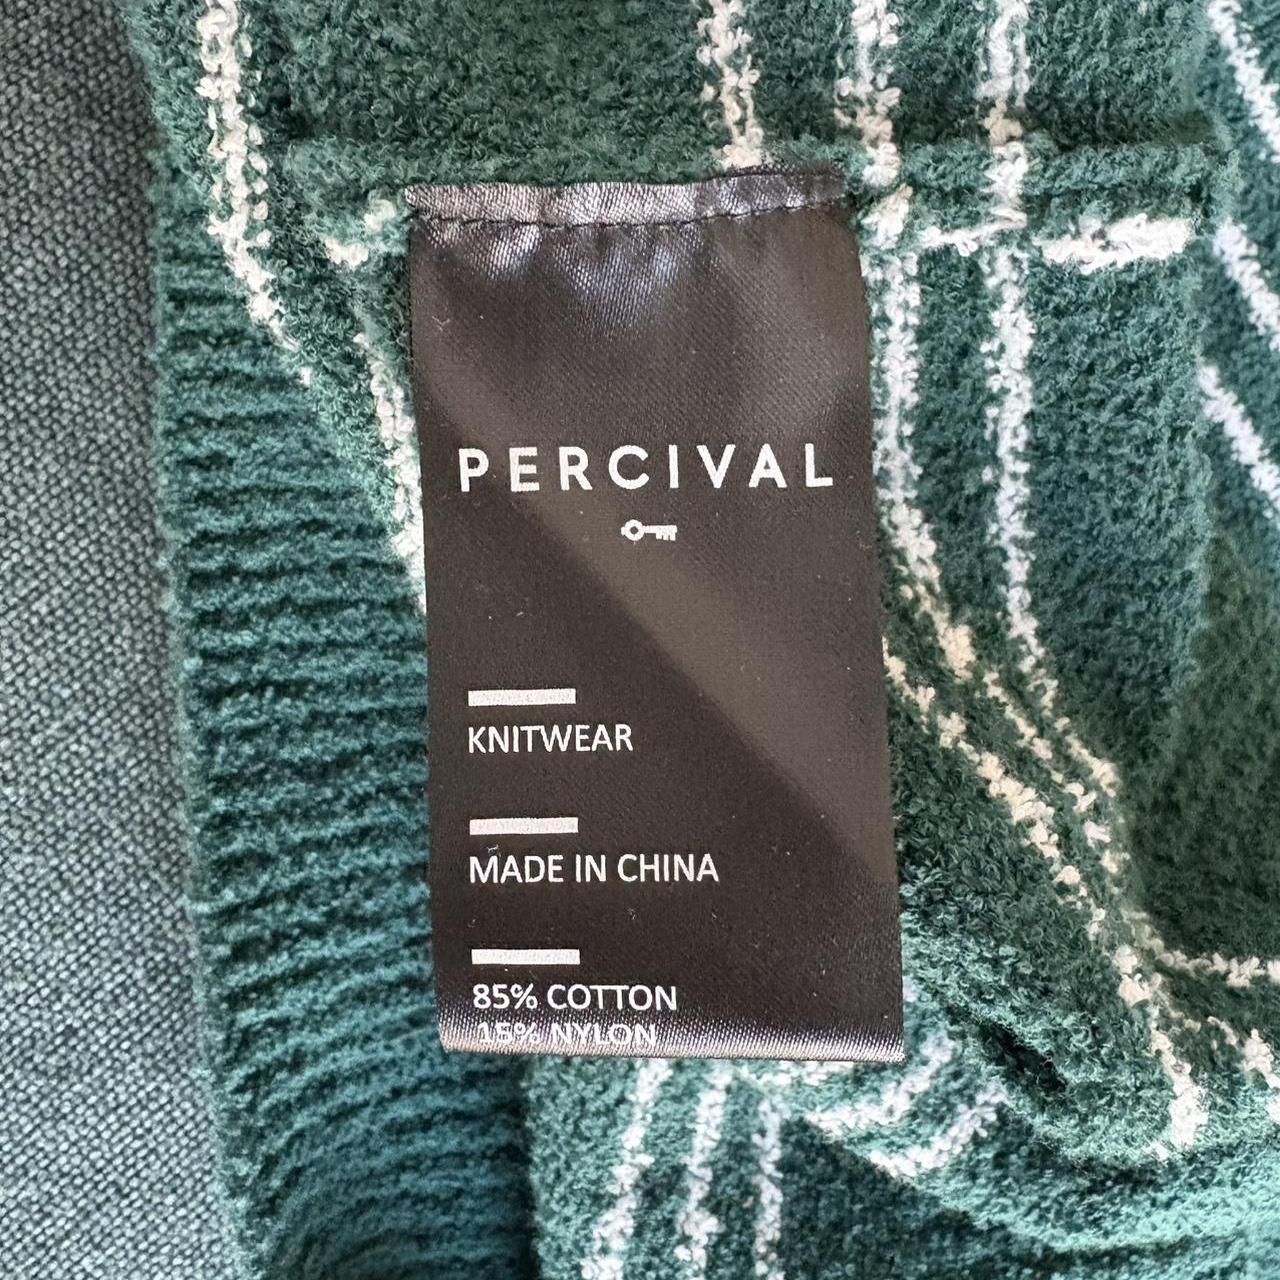 PERCIVAL
KNITWEAR
MADE IN CHINA
85% COTTON
15% NYLON